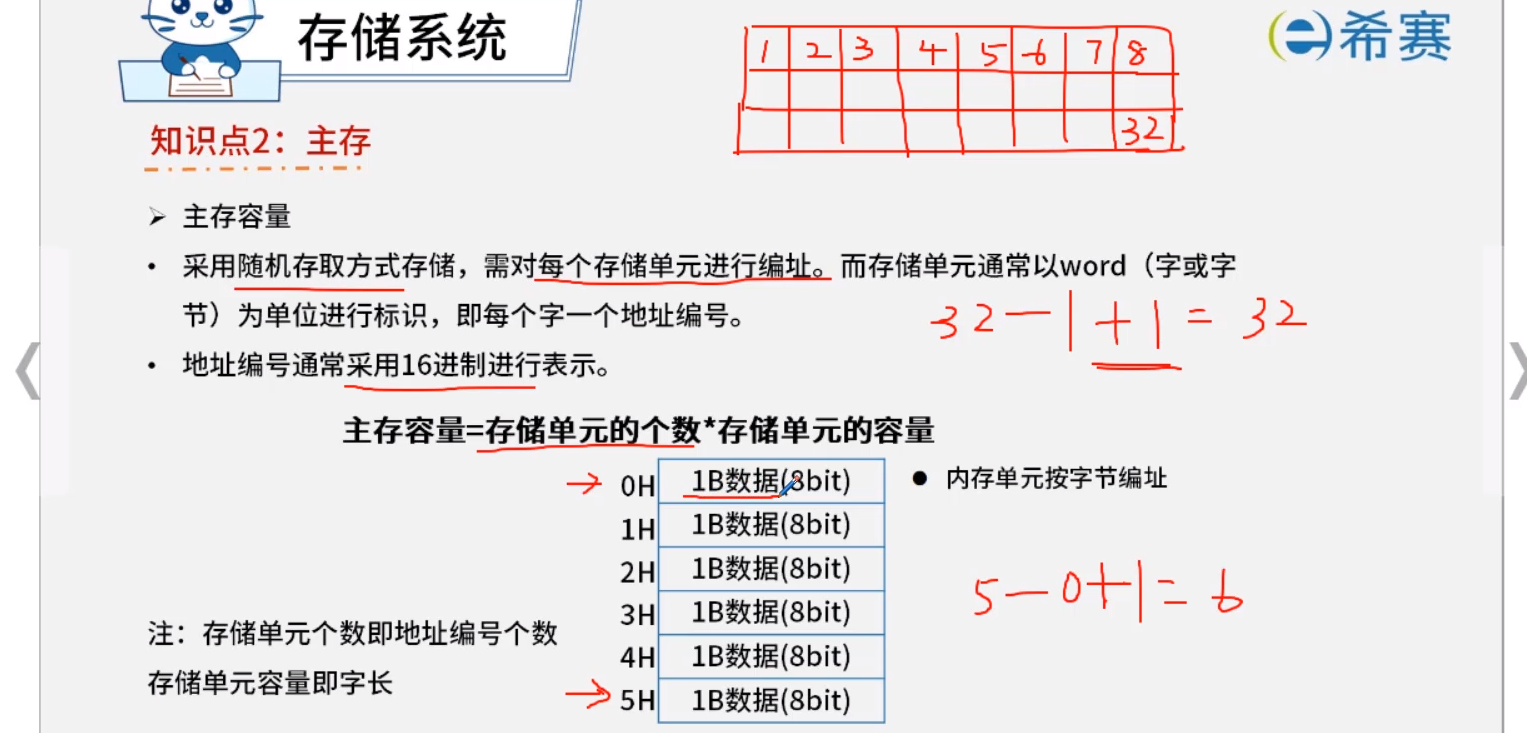 存储系统
希赛
1 2 3 4 5 6 7 8
32
知识点2：主存
➢ 主存容量
• 采用随机存取方式存储，需对每个存储单元进行编址。而存储单元通常以word（字或字
节）为单位进行标识，即每个字一个地址编号。
32-1+1=32
• 地址编号通常采用16进制进行表示。
主存容量=存储单元的个数*存储单元的容量
0H 1B数据(8bit)
● 内存单元按字节编址
1H 1B数据(8bit)
2H 1B数据(8bit)
5-0+1=6
3H 1B数据(8bit)
注：存储单元个数即地址编号个数
4H 1B数据(8bit)
存储单元容量即字长
5H 1B数据(8bit)